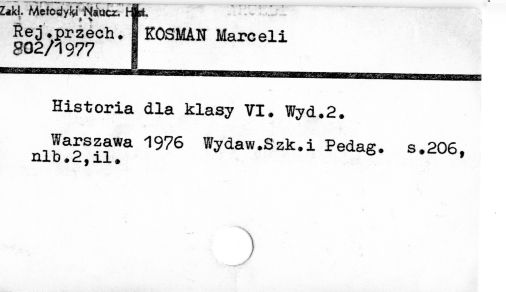 Zakl. Metodyki Naucz. Hist.
Rej.przech.
802/1977
KOSMAN Marceli
Historia dla klasy VI. Wyd.2.
Warszawa 1976 Wydaw.Szk.i Pedag. s.206,
nlb.2,il.